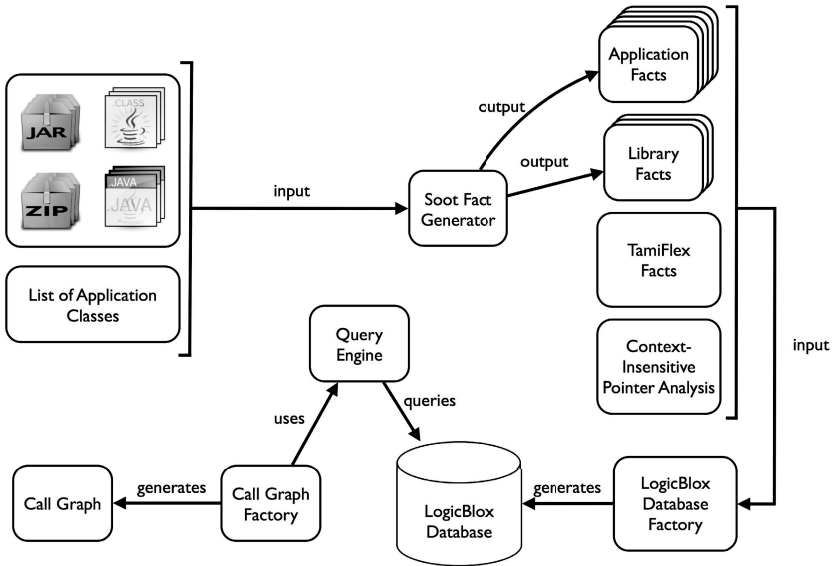 Application
Facts
cutput
JAR
.CLASS
Library
Facts
output
input
Soot Fact
Generator
ZIP
.JAVA
.JAVA
TamiFlex
Facts
List of Application
Classes
Query
Engine
Context-
Insensitive
Pointer Analysis
input
uses
queries
Call Graph
generates
Call Graph
Factory
LogicBlox
Database
generates
LogicBlox
Database
Factory